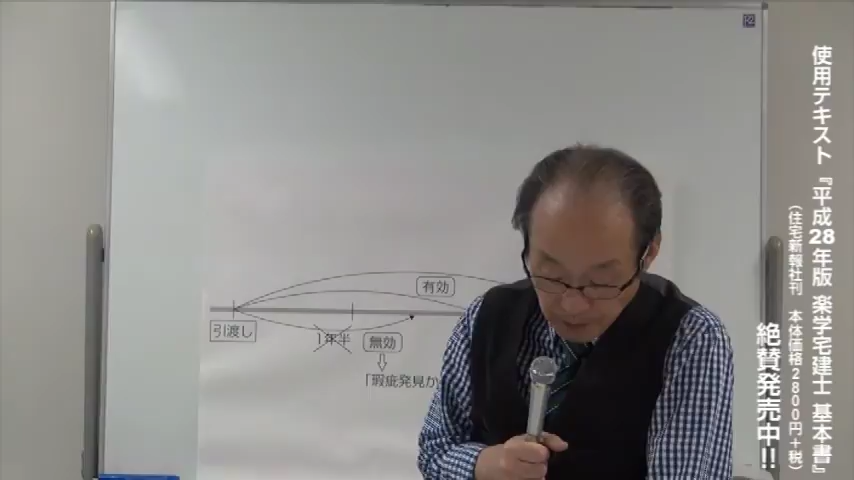 使用テキスト『平成28年版 楽学宅建士 基本書』
(住宅新報社刊 本体価格2800円+税)
絶賛発売中!!
有効
引渡し
1年半
無効
「瑕疵発見か